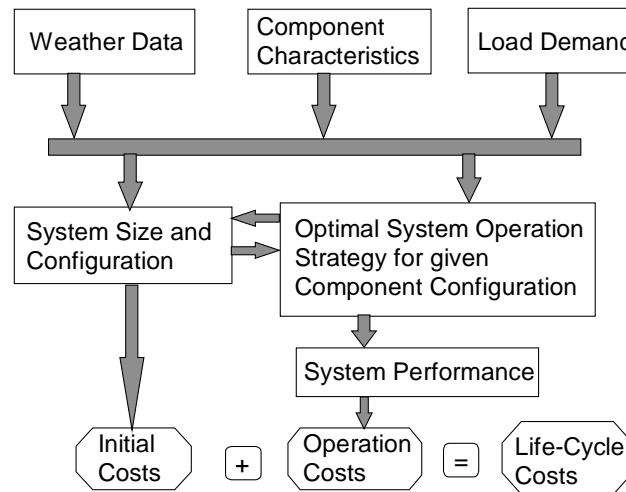 Weather Data
Component
Characteristics
Load Demand
System Size and
Configuration
Optimal System Operation
Strategy for given
Component Configuration
System Performance
Initial
Costs
+
Operation
Costs
=
Life-Cycle
Costs